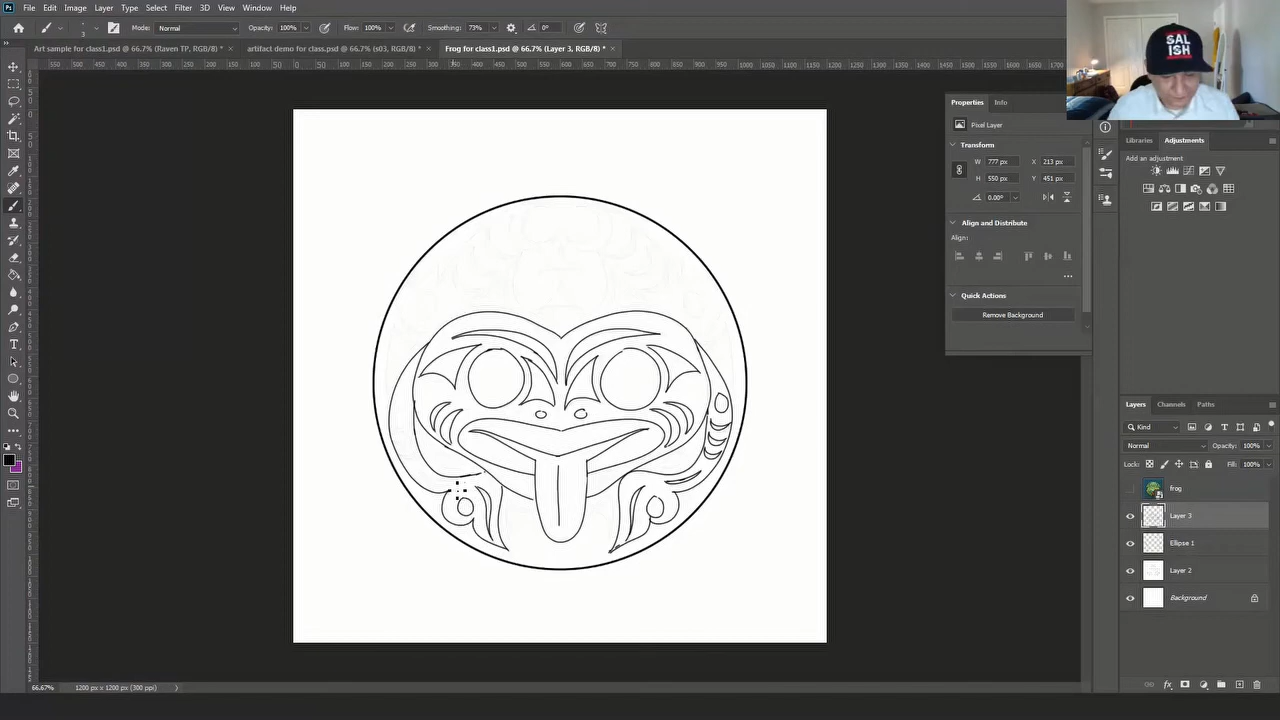 File Edit Image Layer Type Select Filter 3D View Window Help
Mode: Normal Opacity: 100% Flow: 100% Smoothing: 73% 0°
Art sample for class1.psd @ 66.7% (Raven TP, RGB/8) * × artifact demo for class.psd @ 66.7% (s03, RGB/8) * × Frog for class1.psd @ 66.7% (Layer 3, RGB/8) * ×
SAL
ISH
Properties Info
Pixel Layer
Transform
W 777 px X 213 px
H 550 px Y 451 px
0.00°
Align and Distribute
Align:
Quick Actions
Remove Background
Libraries Adjustments
Add an adjustment
Layers Channels Paths
Kind
Normal Opacity: 100%
Lock: Fill: 100%
frog
Layer 3
Ellipse 1
Layer 2
Background
66.67% 1200 px x 1200 px (300 ppi)